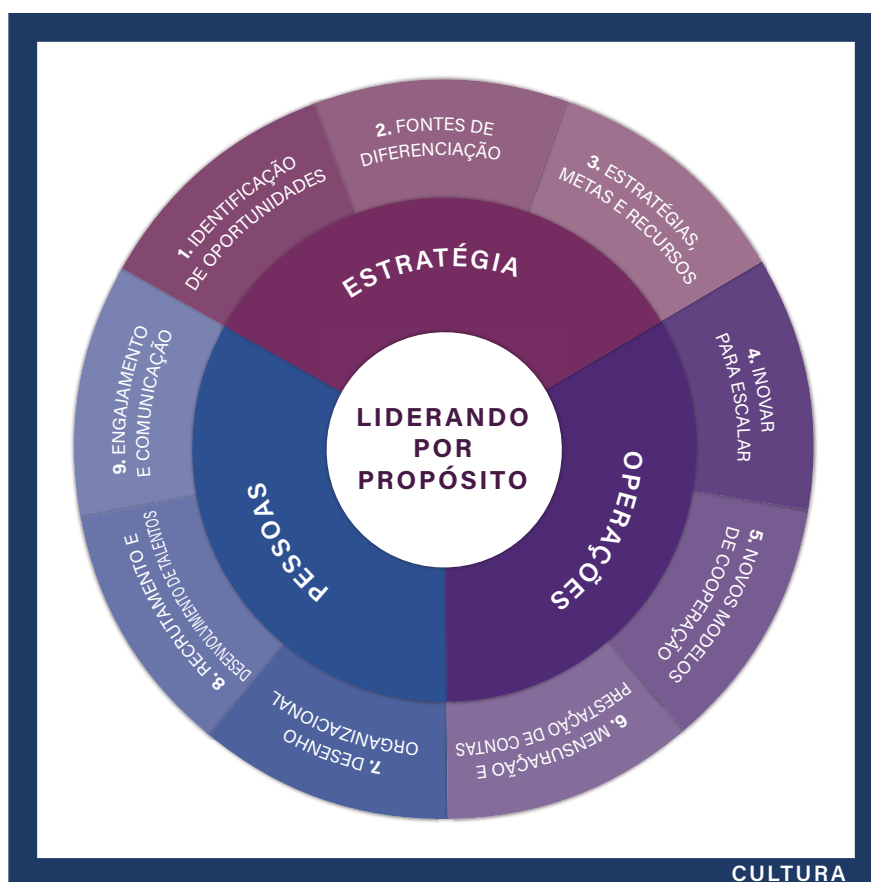 LIDERANDO
POR
PROPÓSITO
ESTRATÉGIA
1. IDENTIFICAÇÃO
DE OPORTUNIDADES
2. FONTES DE
DIFERENCIAÇÃO
3. ESTRATÉGIAS,
METAS E RECURSOS
OPERAÇÕES
4. INOVAR
PARA ESCALAR
5. NOVOS MODELOS
DE COOPERAÇÃO
6. MENSURAÇÃO E
PRESTAÇÃO DE CONTAS
PESSOAS
7. DESENHO
ORGANIZACIONAL
8. RECRUTAMENTO E
DESENVOLVIMENTO DE TALENTOS
9. ENGAJAMENTO
E COMUNICAÇÃO
CULTURA